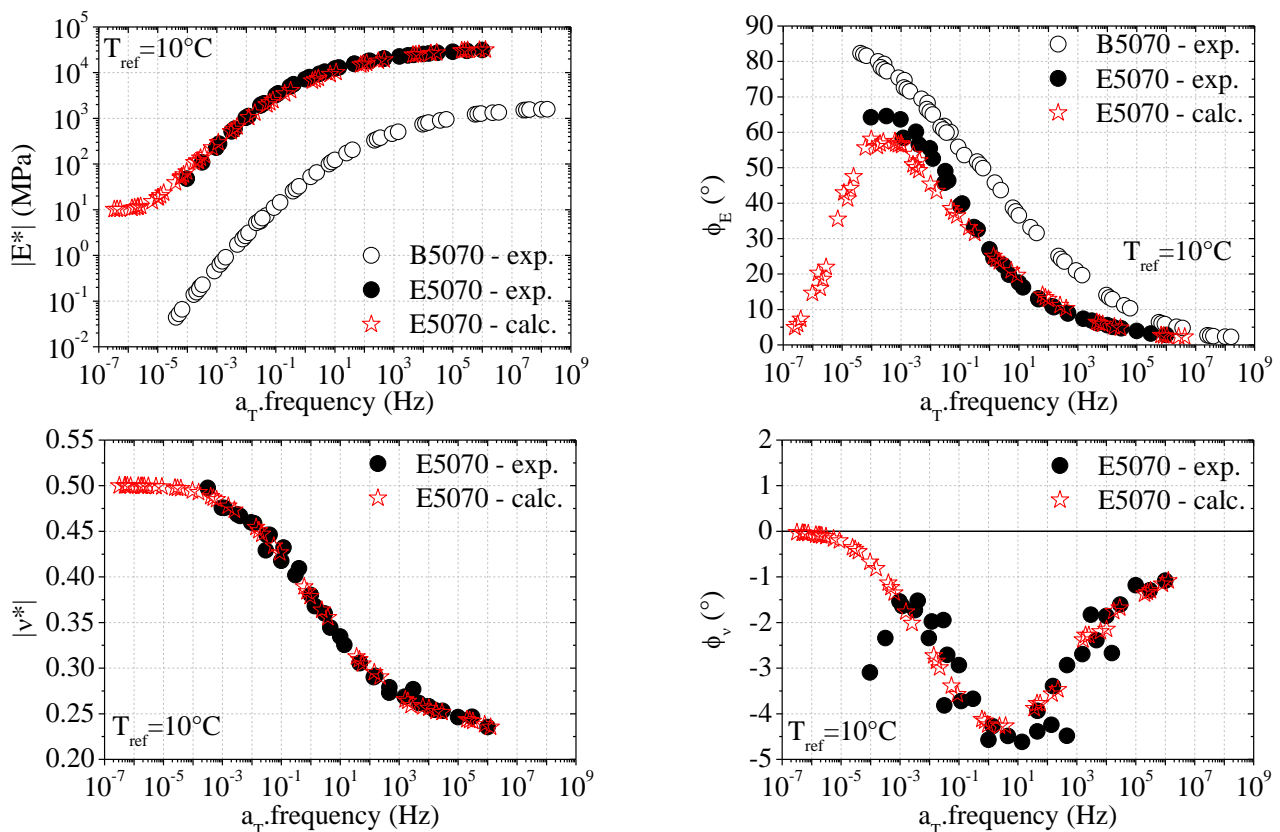 T_ref=10°C
|E*| (MPa)
10^5
10^4
10^3
10^2
10^1
10^0
10^-1
10^-2
B5070 - exp.
E5070 - exp.
E5070 - calc.
10^-7 10^-5 10^-3 10^-1 10^1 10^3 10^5 10^7 10^9
a_T.frequency (Hz)
ϕ_E (°)
90
80
70
60
50
40
30
20
10
0
B5070 - exp.
E5070 - exp.
E5070 - calc.
T_ref=10°C
10^-7 10^-5 10^-3 10^-1 10^1 10^3 10^5 10^7 10^9
a_T.frequency (Hz)
|ν*|
0.55
0.50
0.45
0.40
0.35
0.30
0.25
0.20
E5070 - exp.
E5070 - calc.
T_ref=10°C
10^-7 10^-5 10^-3 10^-1 10^1 10^3 10^5 10^7 10^9
a_T.frequency (Hz)
ϕ_ν (°)
2
1
0
-1
-2
-3
-4
-5
E5070 - exp.
E5070 - calc.
T_ref=10°C
10^-7 10^-5 10^-3 10^-1 10^1 10^3 10^5 10^7 10^9
a_T.frequency (Hz)